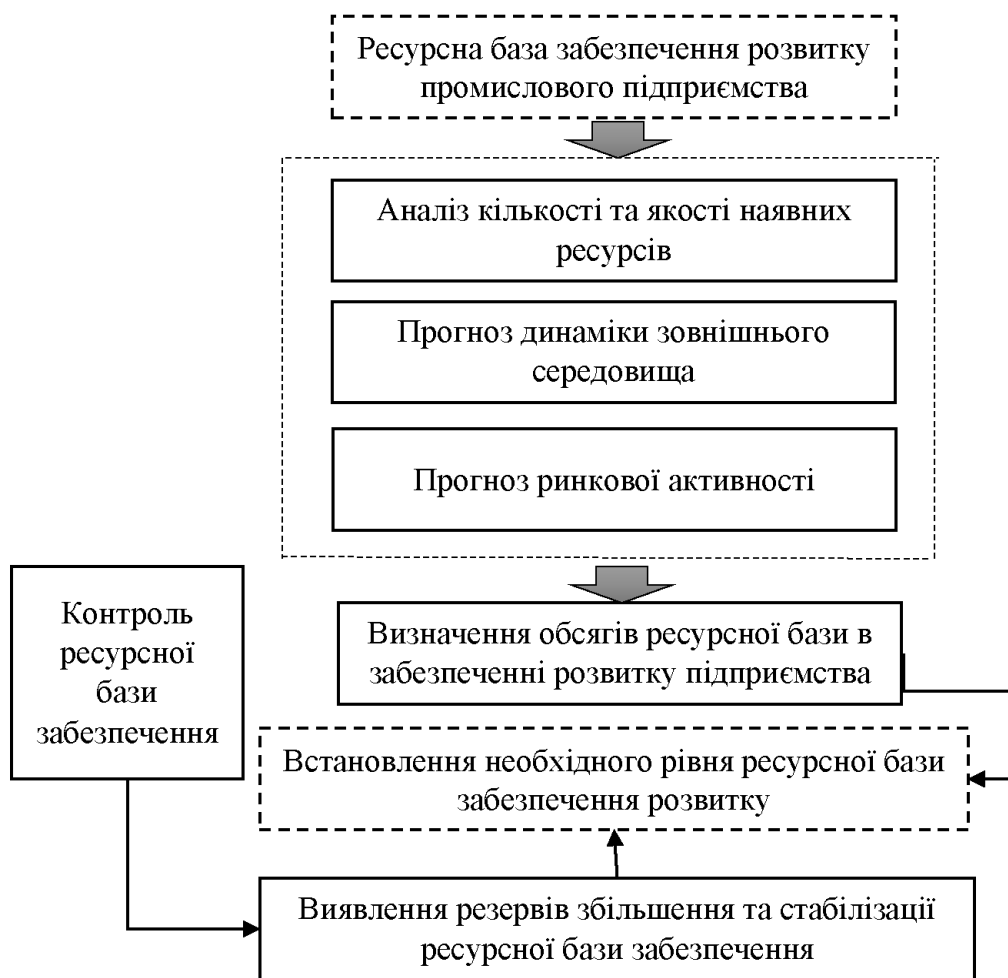 Ресурсна база забезпечення розвитку
промислового підприємства
Аналіз кількості та якості наявних
ресурсів
Прогноз динаміки зовнішнього
середовища
Прогноз ринкової активності
Визначення обсягів ресурсної бази в
забезпеченні розвитку підприємства
Контроль
ресурсної
бази
забезпечення
Встановлення необхідного рівня ресурсної бази
забезпечення розвитку
Виявлення резервів збільшення та стабілізації
ресурсної бази забезпечення